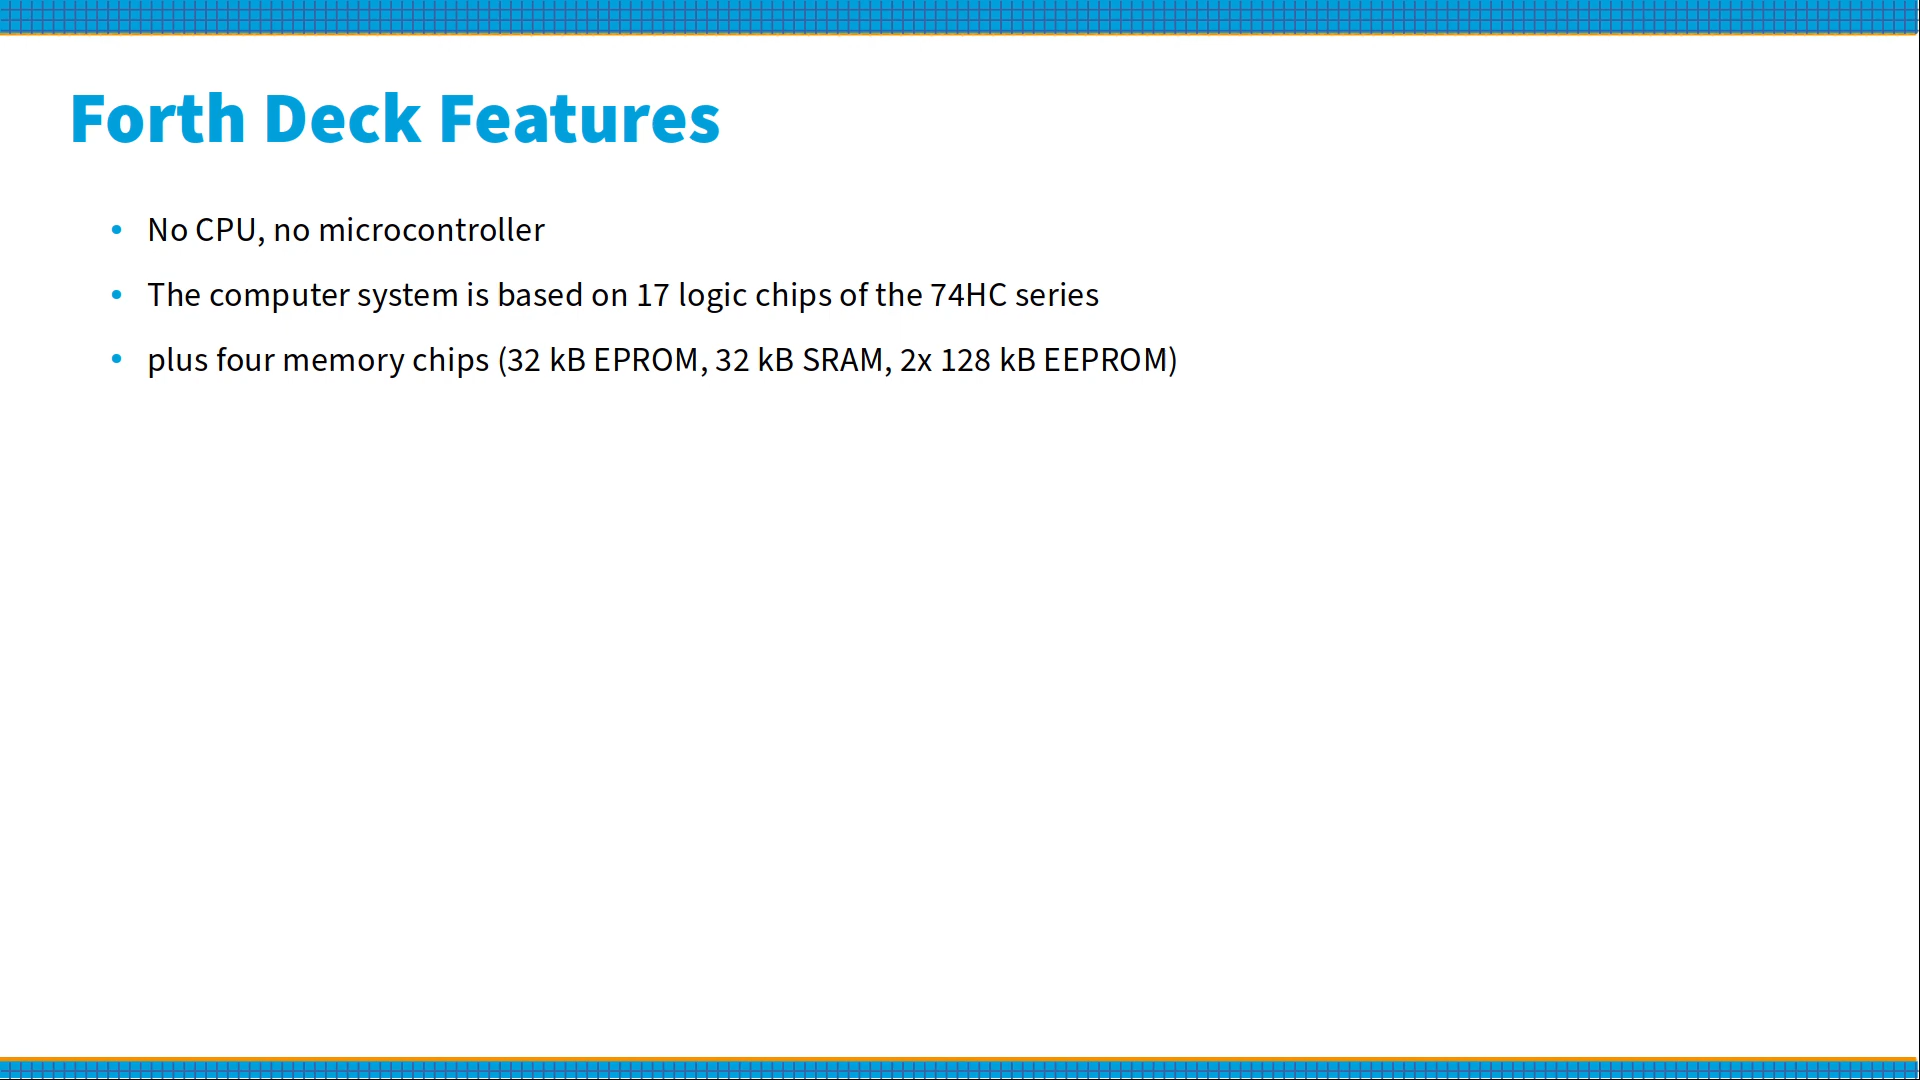 Forth Deck Features
• No CPU, no microcontroller
• The computer system is based on 17 logic chips of the 74HC series
• plus four memory chips (32 kB EPROM, 32 kB SRAM, 2x 128 kB EEPROM)